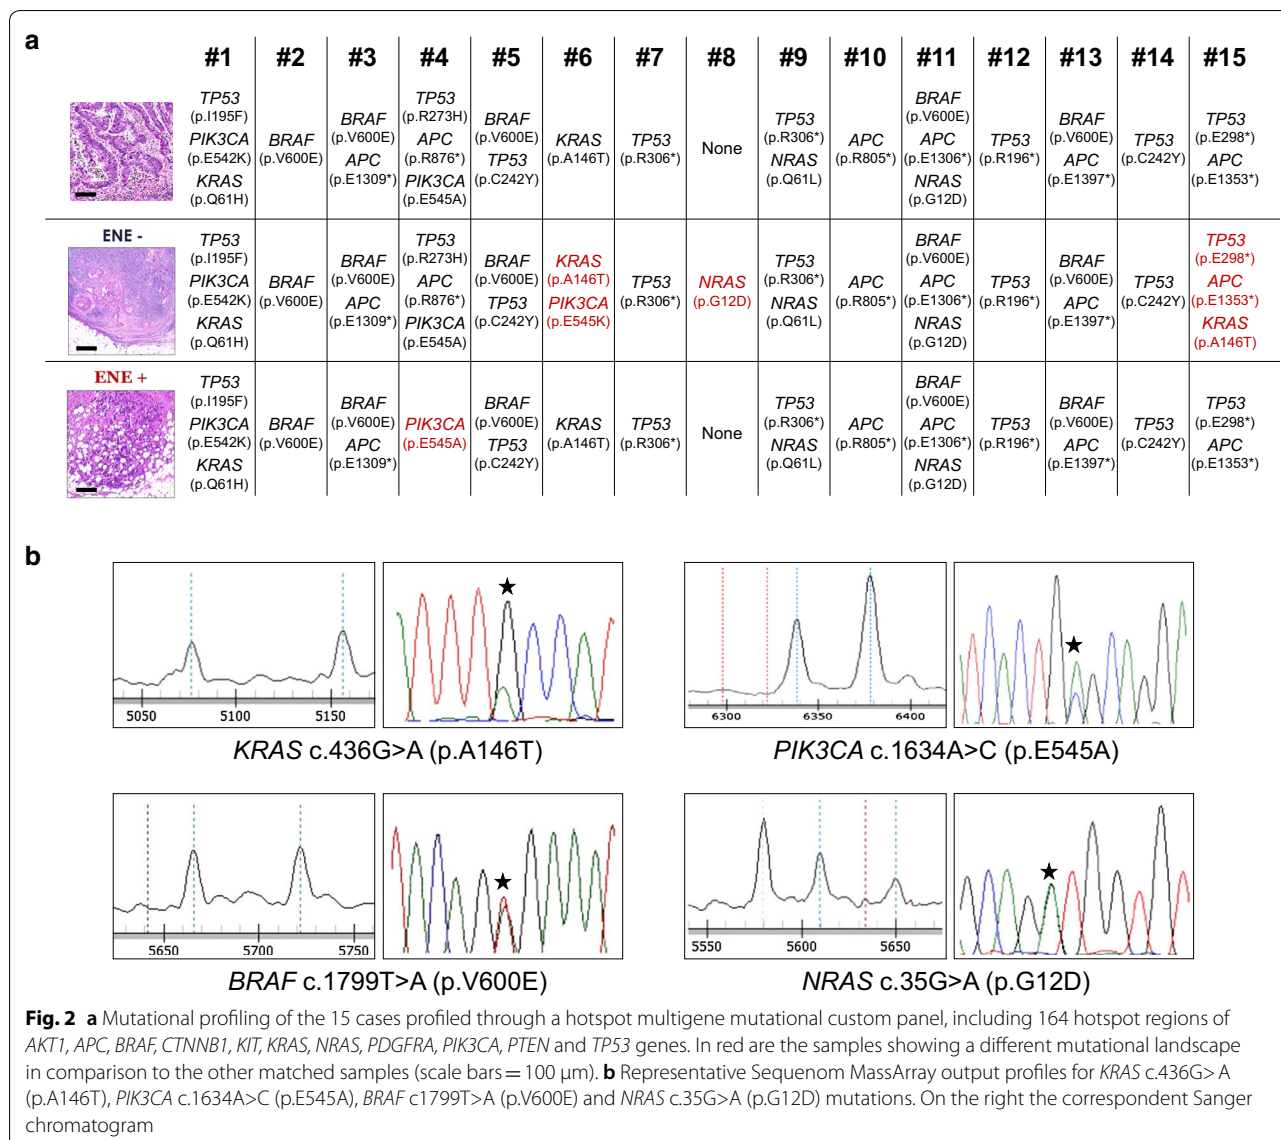 a
#1 #2 #3 #4 #5 #6 #7 #8 #9 #10 #11 #12 #13 #14 #15
TP53
(p.I195F)
PIK3CA
(p.E542K)
KRAS
(p.Q61H)
BRAF
(p.V600E)
BRAF
(p.V600E)
APC
(p.E1309*)
TP53
(p.R273H)
APC
(p.R876*)
PIK3CA
(p.E545A)
BRAF
(p.V600E)
TP53
(p.C242Y)
KRAS
(p.A146T)
TP53
(p.R306*)
None
TP53
(p.R306*)
NRAS
(p.Q61L)
APC
(p.R805*)
BRAF
(p.V600E)
APC
(p.E1306*)
NRAS
(p.G12D)
TP53
(p.R196*)
BRAF
(p.V600E)
APC
(p.E1397*)
TP53
(p.C242Y)
TP53
(p.E298*)
APC
(p.E1353*)
ENE -
TP53
(p.I195F)
PIK3CA
(p.E542K)
KRAS
(p.Q61H)
BRAF
(p.V600E)
BRAF
(p.V600E)
APC
(p.E1309*)
TP53
(p.R273H)
APC
(p.R876*)
PIK3CA
(p.E545A)
BRAF
(p.V600E)
TP53
(p.C242Y)
KRAS
(p.A146T)
PIK3CA
(p.E545K)
TP53
(p.R306*)
NRAS
(p.G12D)
TP53
(p.R306*)
NRAS
(p.Q61L)
APC
(p.R805*)
BRAF
(p.V600E)
APC
(p.E1306*)
NRAS
(p.G12D)
TP53
(p.R196*)
BRAF
(p.V600E)
APC
(p.E1397*)
TP53
(p.C242Y)
TP53
(p.E298*)
APC
(p.E1353*)
KRAS
(p.A146T)
ENE +
TP53
(p.I195F)
PIK3CA
(p.E542K)
KRAS
(p.Q61H)
BRAF
(p.V600E)
BRAF
(p.V600E)
APC
(p.E1309*)
PIK3CA
(p.E545A)
BRAF
(p.V600E)
TP53
(p.C242Y)
KRAS
(p.A146T)
TP53
(p.R306*)
None
TP53
(p.R306*)
NRAS
(p.Q61L)
APC
(p.R805*)
BRAF
(p.V600E)
APC
(p.E1306*)
NRAS
(p.G12D)
TP53
(p.R196*)
BRAF
(p.V600E)
APC
(p.E1397*)
TP53
(p.C242Y)
TP53
(p.E298*)
APC
(p.E1353*)
b
5050 5100 5150
KRAS c.436G>A (p.A146T)
6300 6350 6400
PIK3CA c.1634A>C (p.E545A)
5650 5700 5750
BRAF c.1799T>A (p.V600E)
5550 5600 5650
NRAS c.35G>A (p.G12D)
Fig. 2 a Mutational profiling of the 15 cases profiled through a hotspot multigene mutational custom panel, including 164 hotspot regions of
AKT1, APC, BRAF, CTNNB1, KIT, KRAS, NRAS, PDGFRA, PIK3CA, PTEN and TP53 genes. In red are the samples showing a different mutational landscape
in comparison to the other matched samples (scale bars = 100 μm). b Representative Sequenom MassArray output profiles for KRAS c.436G> A
(p.A146T), PIK3CA c.1634A>C (p.E545A), BRAF c1799T>A (p.V600E) and NRAS c.35G>A (p.G12D) mutations. On the right the correspondent Sanger
chromatogram